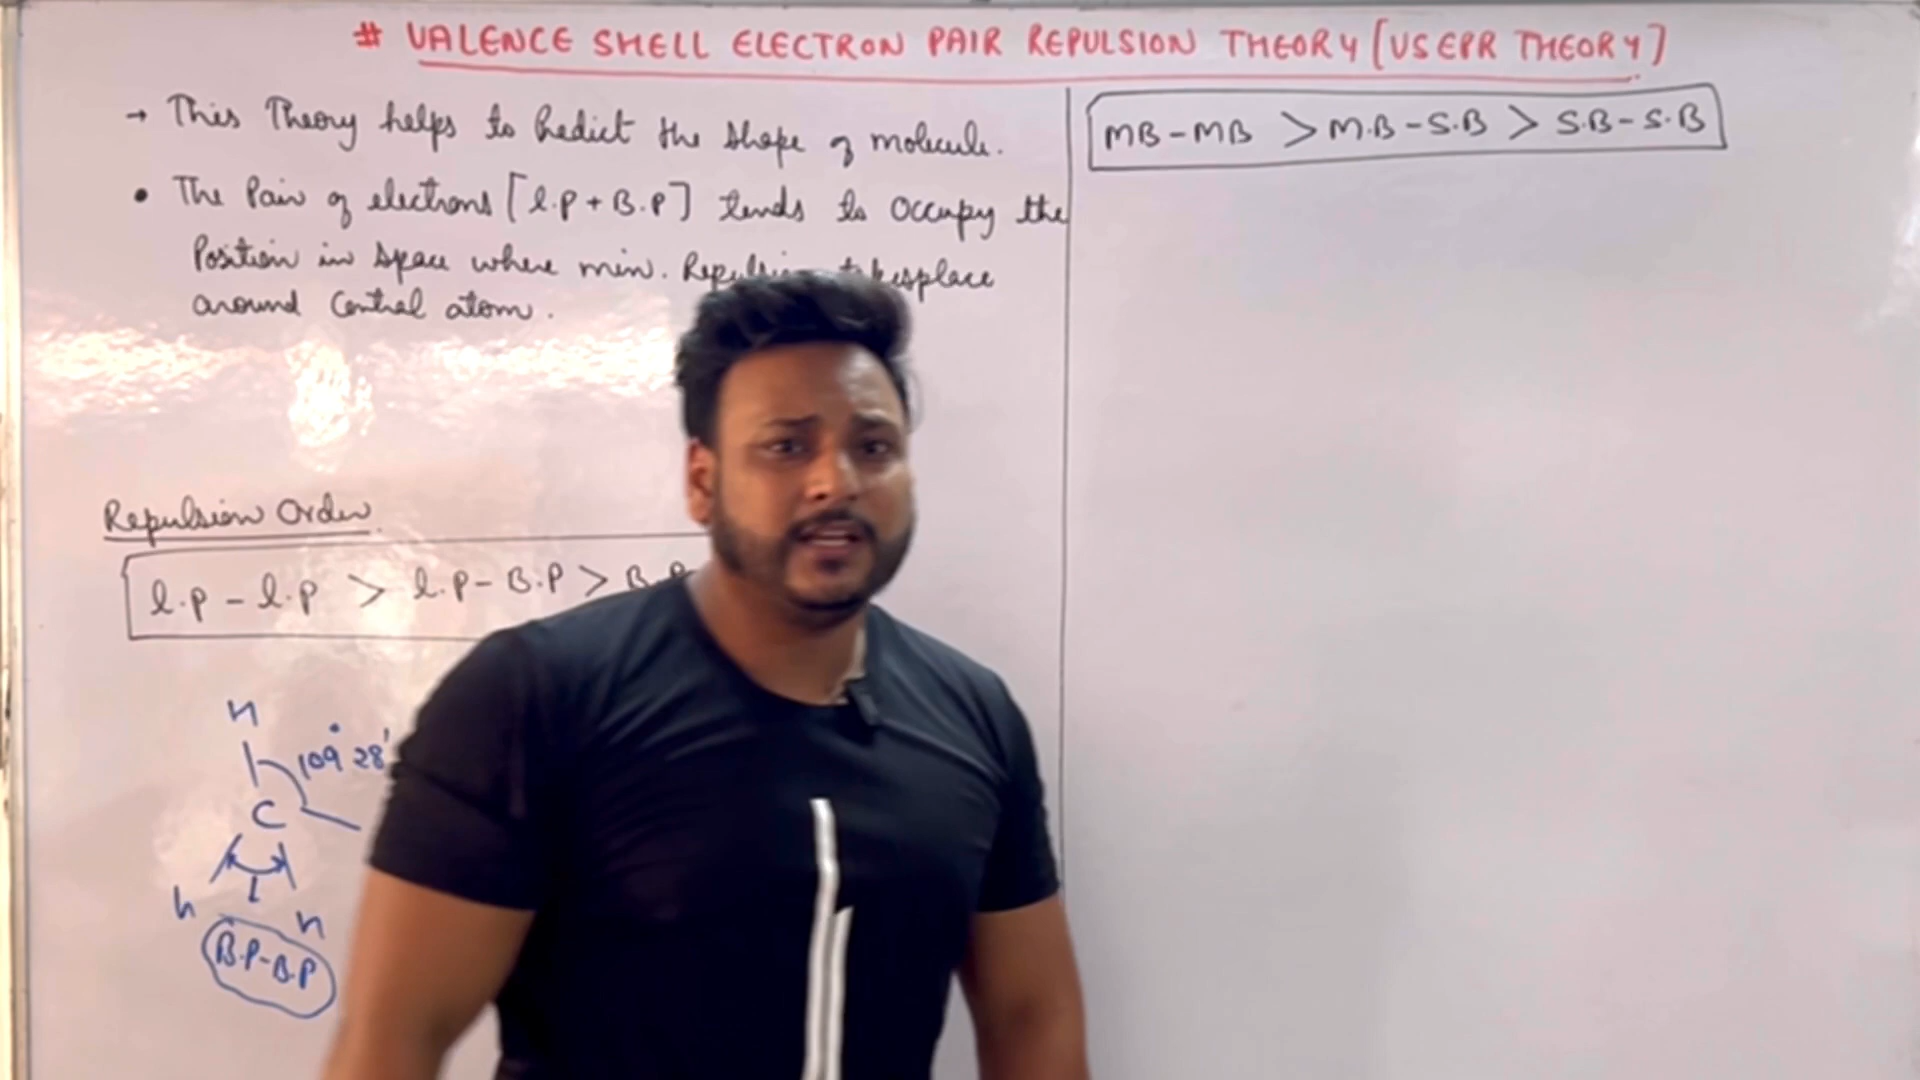 # VALENCE SHELL ELECTRON PAIR REPULSION THEORY [VSEPR THEORY]
→ This Theory helps to Predict the shape of molecule.
• The Pair of electrons [l.p + B.P] tends to occupy the
Position in space where min. Repulsion takesplace
around Central atom.
Repulsion Order
l.p - l.p > l.p - B.P > B.P
H
109° 28'
C
H
H
B.P-B.P
MB - MB > M.B - S.B > S.B - S.B